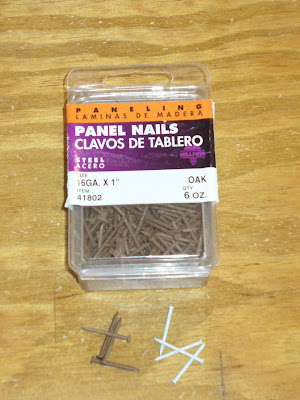 PANELING
LAMINAS DE MADERA
PANEL NAILS
CLAVOS DE TABLERO
STEEL
ACERO
HILLMAN
SIZE
16GA. X 1"
OAK
ITEM
41802
QTY
6 OZ.